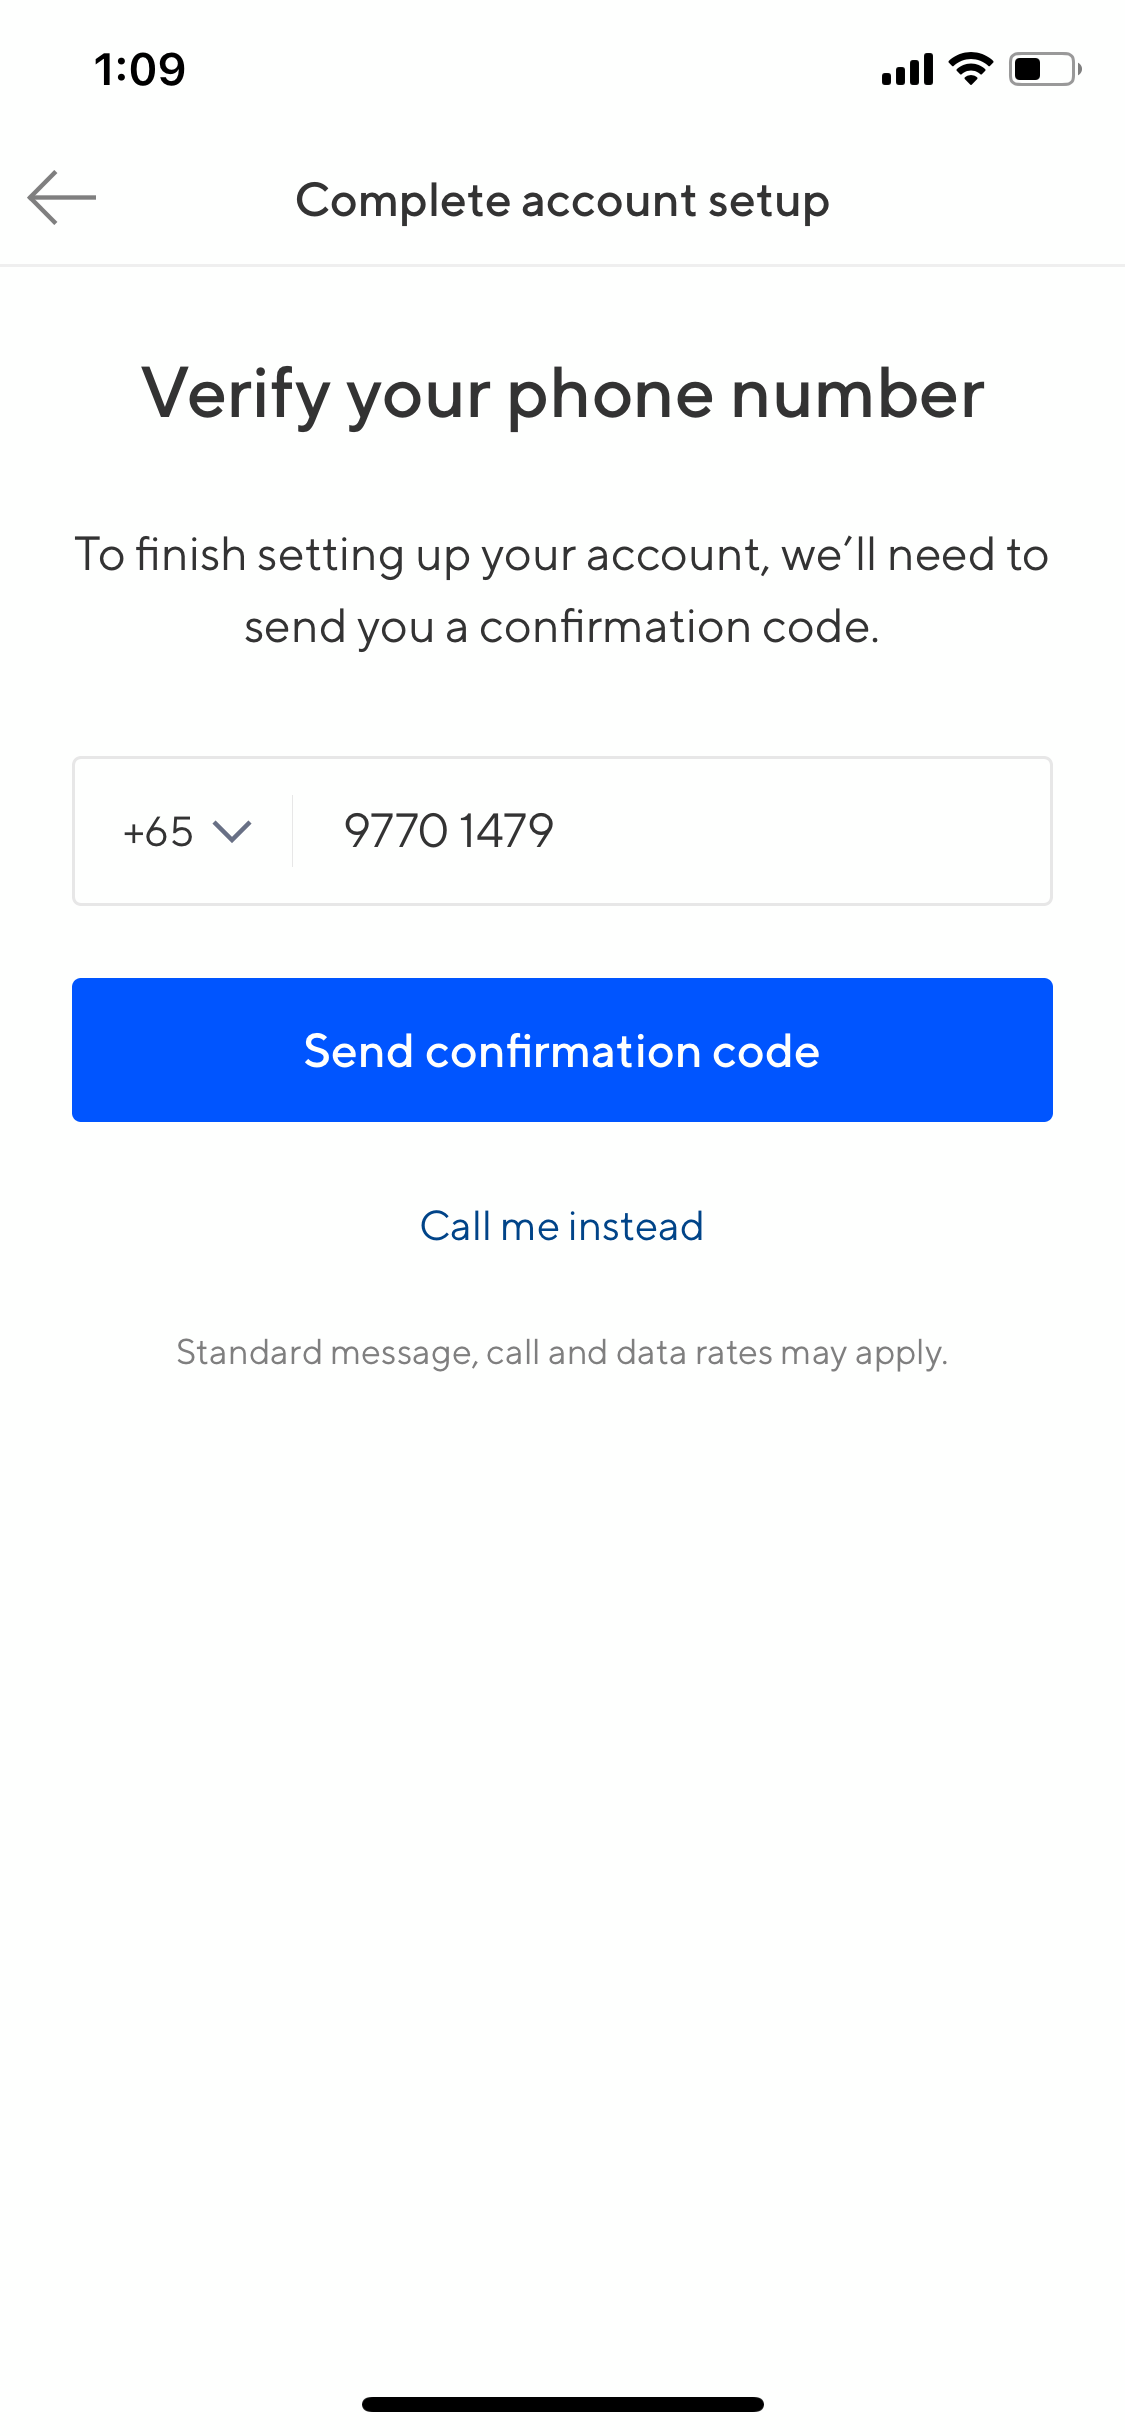 1:09
Complete account setup
Verify your phone number
To finish setting up your account, we’ll need to
send you a confirmation code.
+65 9770 1479
Send confirmation code
Call me instead
Standard message, call and data rates may apply.